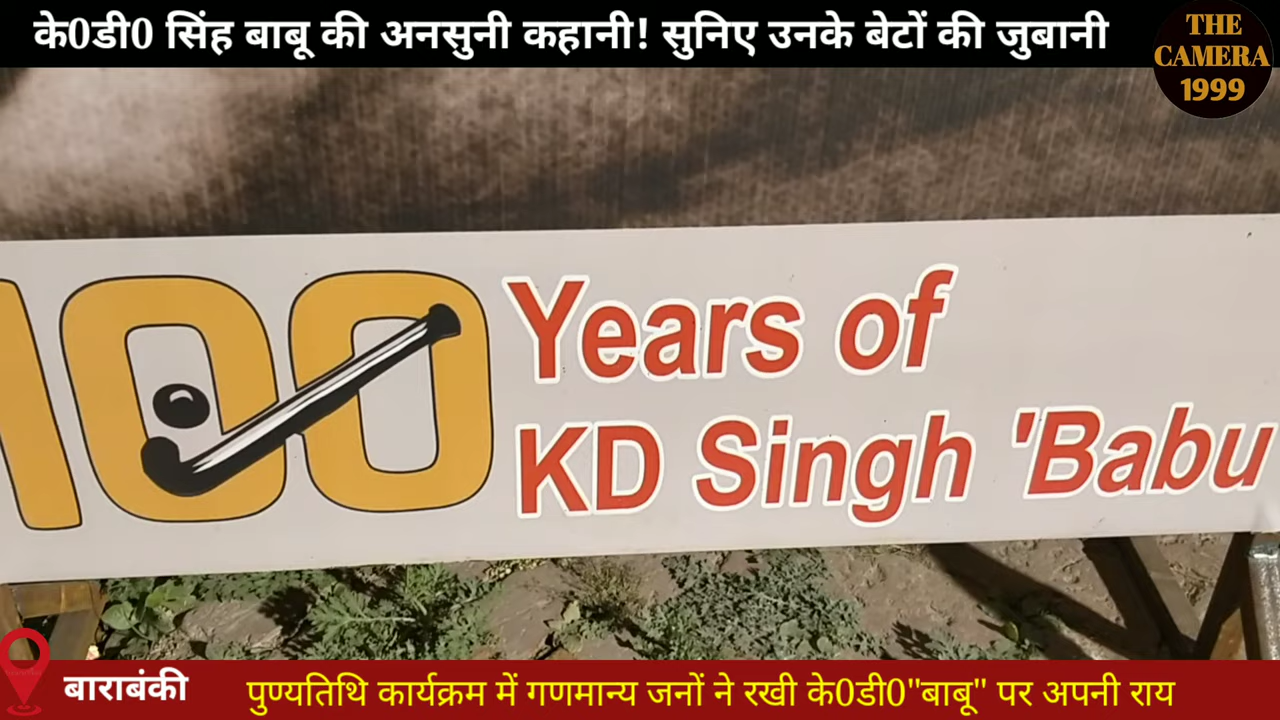 के0डी0 सिंह बाबू की अनसुनी कहानी! सुनिए उनके बेटों की जुबानी
THE
CAMERA
1999
100 Years of
KD Singh 'Babu
बाराबंकी
पुण्यतिथि कार्यक्रम में गणमान्य जनों ने रखी के0डी0"बाबू" पर अपनी राय